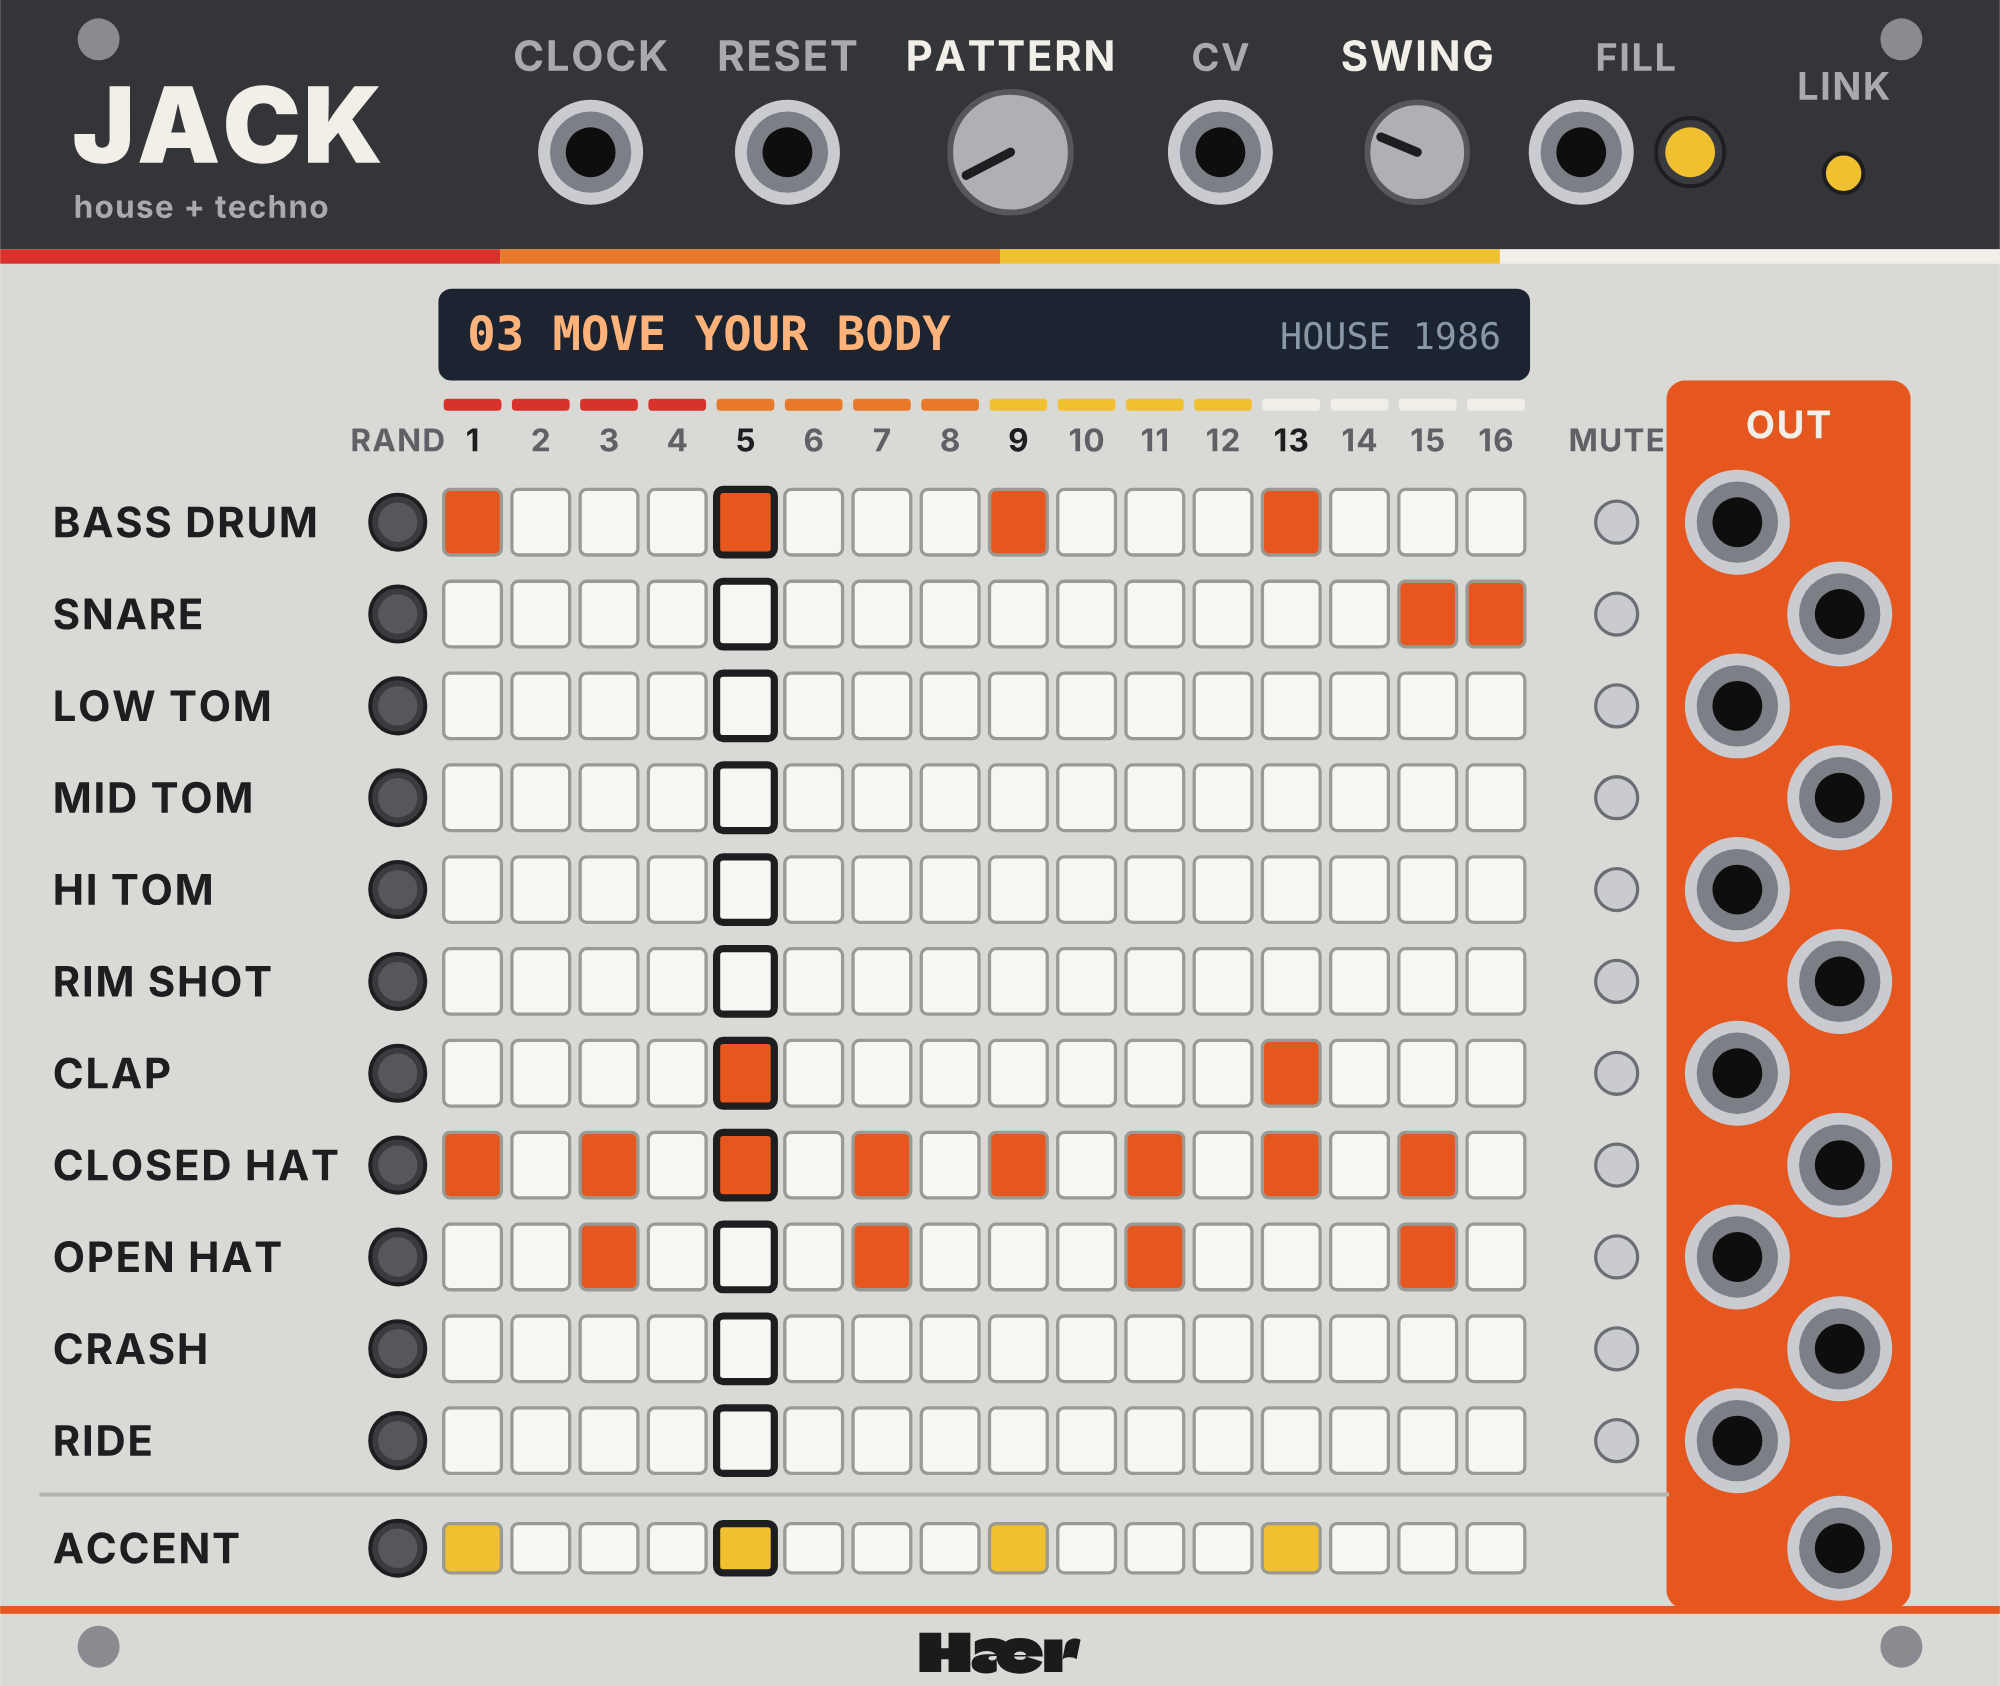 CLOCK RESET PATTERN CV SWING FILL
LINK
JACK
house + techno
03 MOVE YOUR BODY HOUSE 1986
RAND 1 2 3 4 5 6 7 8 9 10 11 12 13 14 15 16 MUTE OUT
BASS DRUM
SNARE
LOW TOM
MID TOM
HI TOM
RIM SHOT
CLAP
CLOSED HAT
OPEN HAT
CRASH
RIDE
ACCENT
Hær